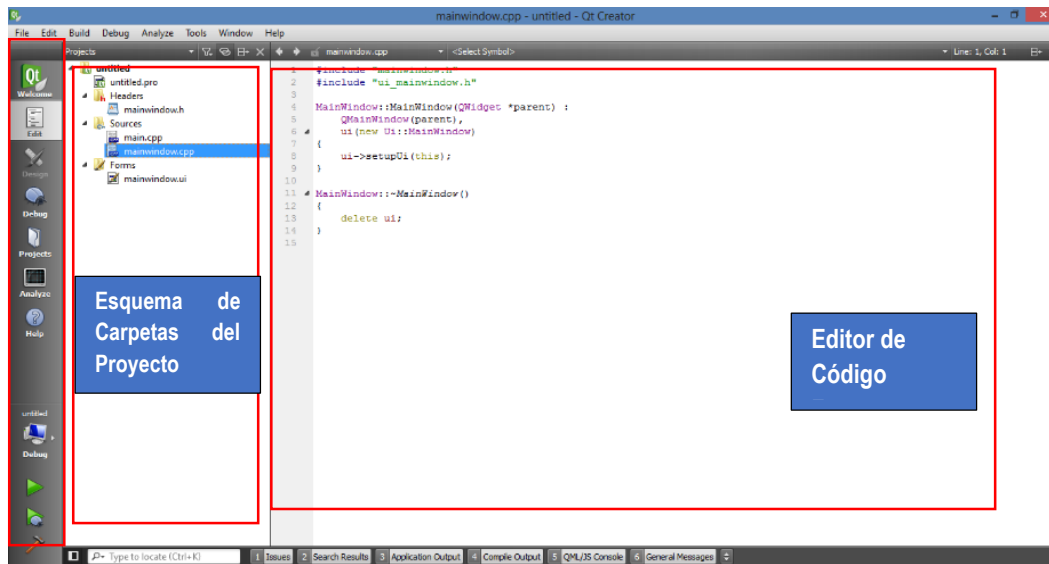 mainwindow.cpp - untitled - Qt Creator
File Edit Build Debug Analyze Tools Window Help
Projects
mainwindow.cpp
<Select Symbol>
Line: 1, Col: 1
Qt
Welcome
Edit
Design
Debug
Projects
Analyze
Help
untitled
Debug
untitled
untitled.pro
Headers
mainwindow.h
Sources
main.cpp
mainwindow.cpp
Forms
mainwindow.ui
1 #include "mainwindow.h"
2 #include "ui_mainwindow.h"
3
4 MainWindow::MainWindow(QWidget *parent) :
5 QMainWindow(parent),
6 ui(new Ui::MainWindow)
7 {
8 ui->setupUi(this);
9 }
10
11 MainWindow::~MainWindow()
12 {
13 delete ui;
14 }
15
Esquema de
Carpetas del
Proyecto
Editor de
Código
Type to locate (Ctrl+K)
1 Issues 2 Search Results 3 Application Output 4 Compile Output 5 QML/JS Console 6 General Messages